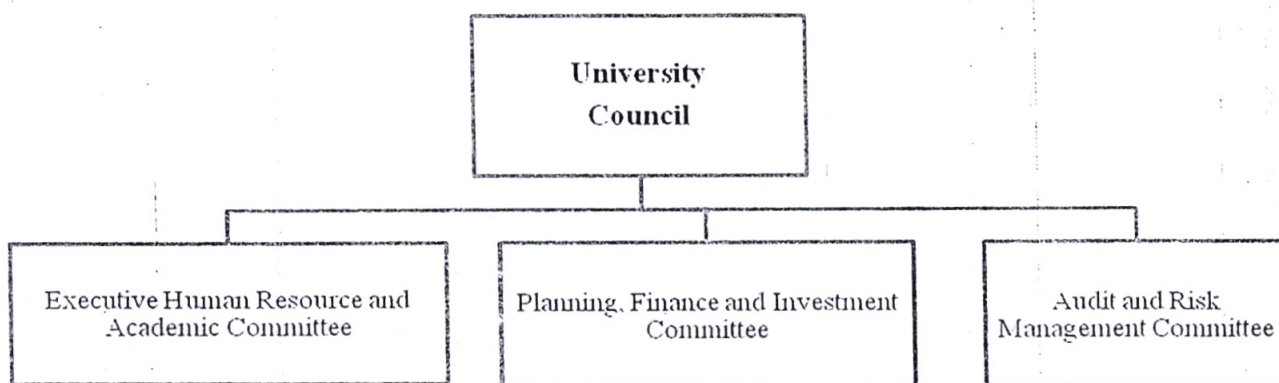 University
Council
Executive Human Resource and
Academic Committee
Planning, Finance and Investment
Committee
Audit and Risk
Management Committee